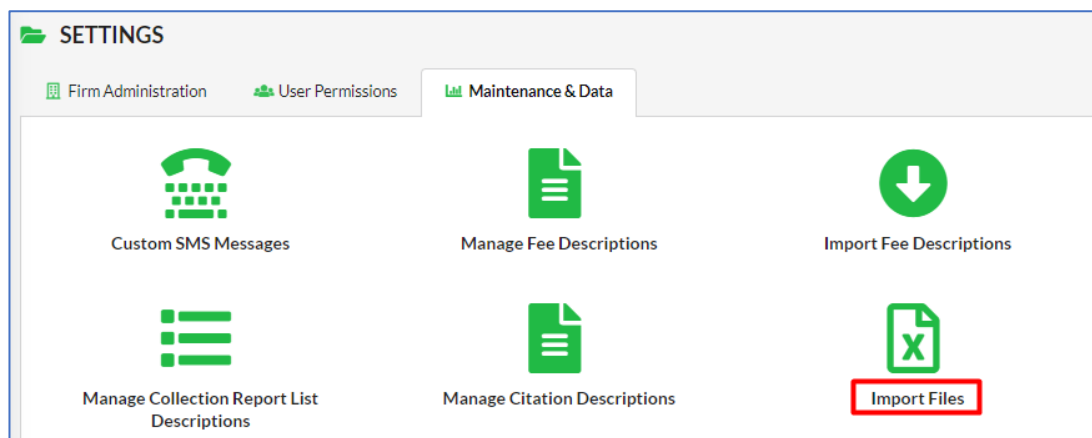 SETTINGS
Firm Administration
User Permissions
Maintenance & Data
Custom SMS Messages
Manage Fee Descriptions
Import Fee Descriptions
Manage Collection Report List
Descriptions
Manage Citation Descriptions
X
Import Files